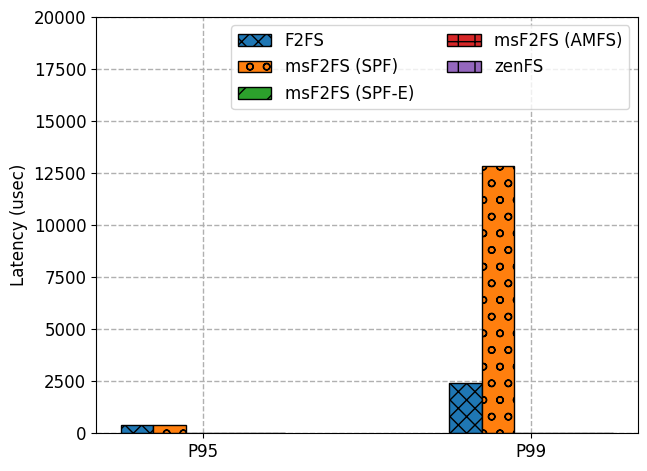 20000
17500
15000
12500
10000
7500
5000
2500
0
Latency (usec)
F2FS
msF2FS (SPF)
msF2FS (SPF-E)
msF2FS (AMFS)
zenFS
P95
P99